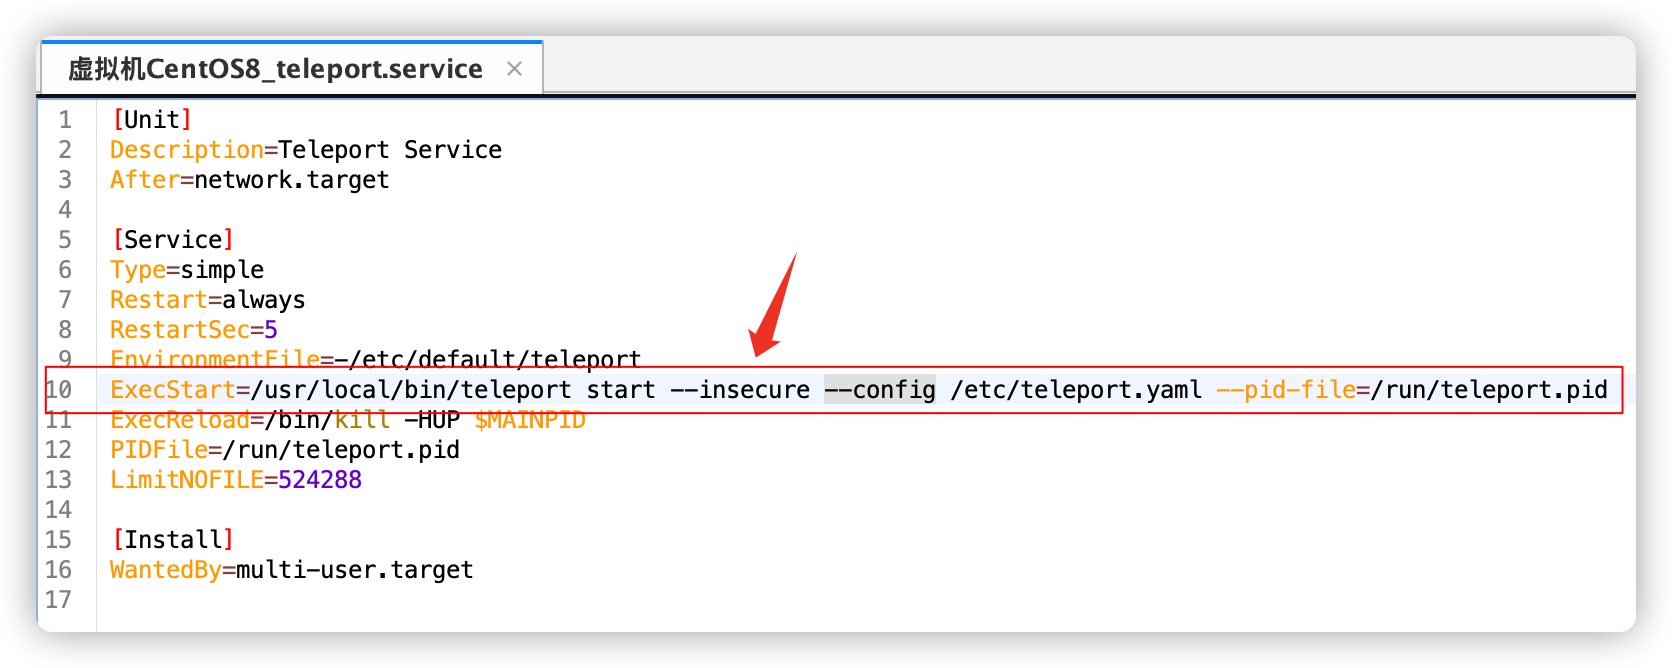 虚拟机CentOS8_teleport.service ×
1 [Unit]
2 Description=Teleport Service
3 After=network.target
4
5 [Service]
6 Type=simple
7 Restart=always
8 RestartSec=5
9 EnvironmentFile=-/etc/default/teleport
10 ExecStart=/usr/local/bin/teleport start --insecure --config /etc/teleport.yaml --pid-file=/run/teleport.pid
11 ExecReload=/bin/kill -HUP $MAINPID
12 PIDFile=/run/teleport.pid
13 LimitNOFILE=524288
14
15 [Install]
16 WantedBy=multi-user.target
17